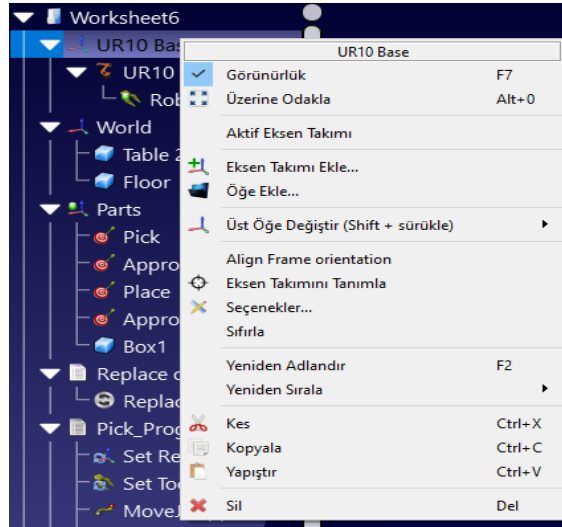 Worksheet6
UR10 Bas
UR10
Rob
World
Table 2
Floor
Parts
Pick
Appro
Place
Appro
Box1
Replace
Replac
Pick_Prog
Set Re
Set Too
MoveJ
UR10 Base
Görünürlük F7
Üzerine Odakla Alt+0
Aktif Eksen Takımı
Eksen Takımı Ekle...
Öğe Ekle...
Üst Öğe Değiştir (Shift + sürükle)
Align Frame orientation
Eksen Takımını Tanımla
Seçenekler...
Sıfırla
Yeniden Adlandır F2
Yeniden Sırala
Kes Ctrl+X
Kopyala Ctrl+C
Yapıştır Ctrl+V
Sil Del